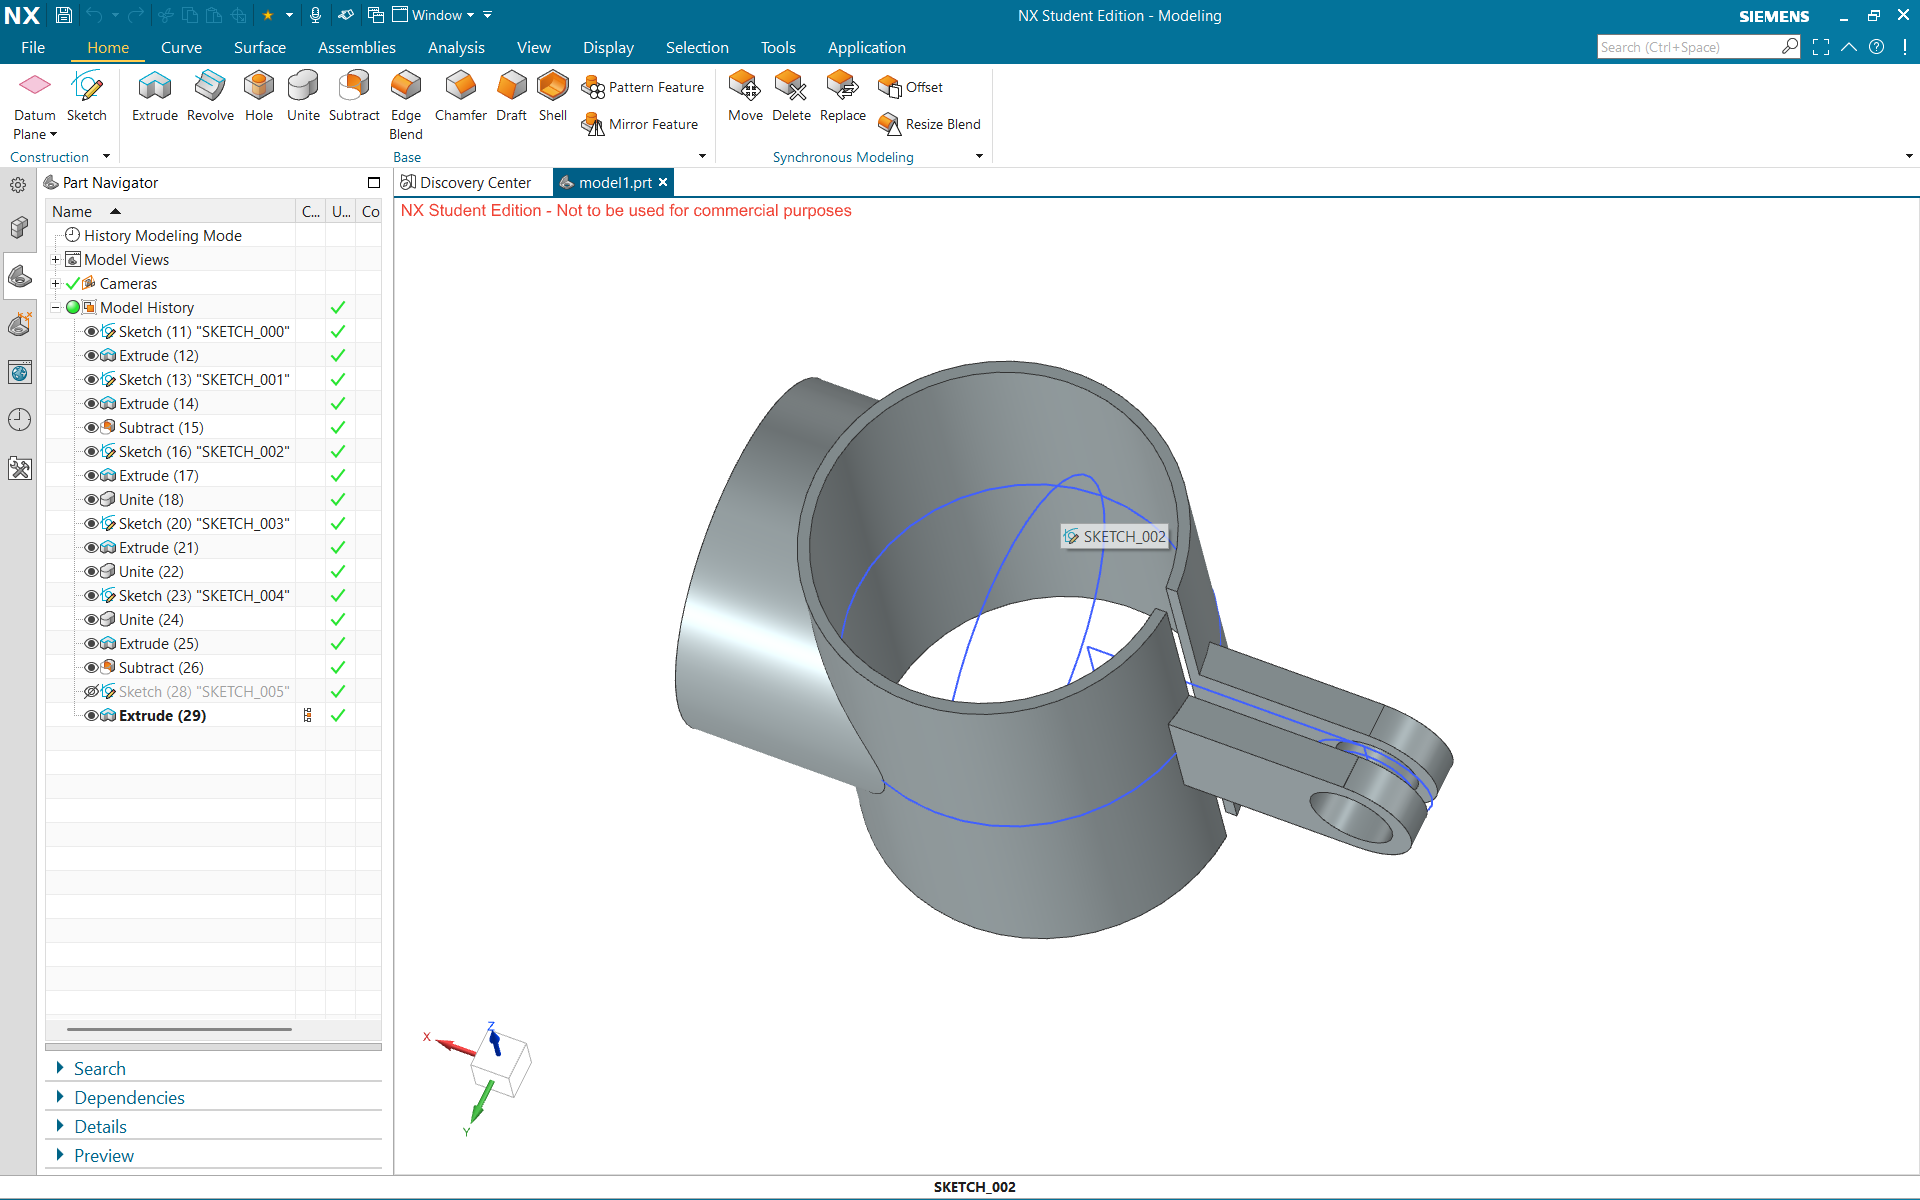 NX Window NX Student Edition - Modeling SIEMENS
File Home Curve Surface Assemblies Analysis View Display Selection Tools Application Search (Ctrl+Space)
Datum Plane Sketch Extrude Revolve Hole Unite Subtract Edge Blend Chamfer Draft Shell Pattern Feature Mirror Feature Move Delete Replace Offset Resize Blend
Construction Base Synchronous Modeling
Part Navigator Discovery Center model1.prt
Name C... U... Co
NX Student Edition - Not to be used for commercial purposes
History Modeling Mode
Model Views
Cameras
Model History
Sketch (11) "SKETCH_000"
Extrude (12)
Sketch (13) "SKETCH_001"
Extrude (14)
Subtract (15)
Sketch (16) "SKETCH_002"
Extrude (17)
Unite (18)
Sketch (20) "SKETCH_003"
Extrude (21)
Unite (22)
Sketch (23) "SKETCH_004"
Unite (24)
Extrude (25)
Subtract (26)
Sketch (28) "SKETCH_005"
Extrude (29)
SKETCH_002
X Z Y
Search
Dependencies
Details
Preview
SKETCH_002